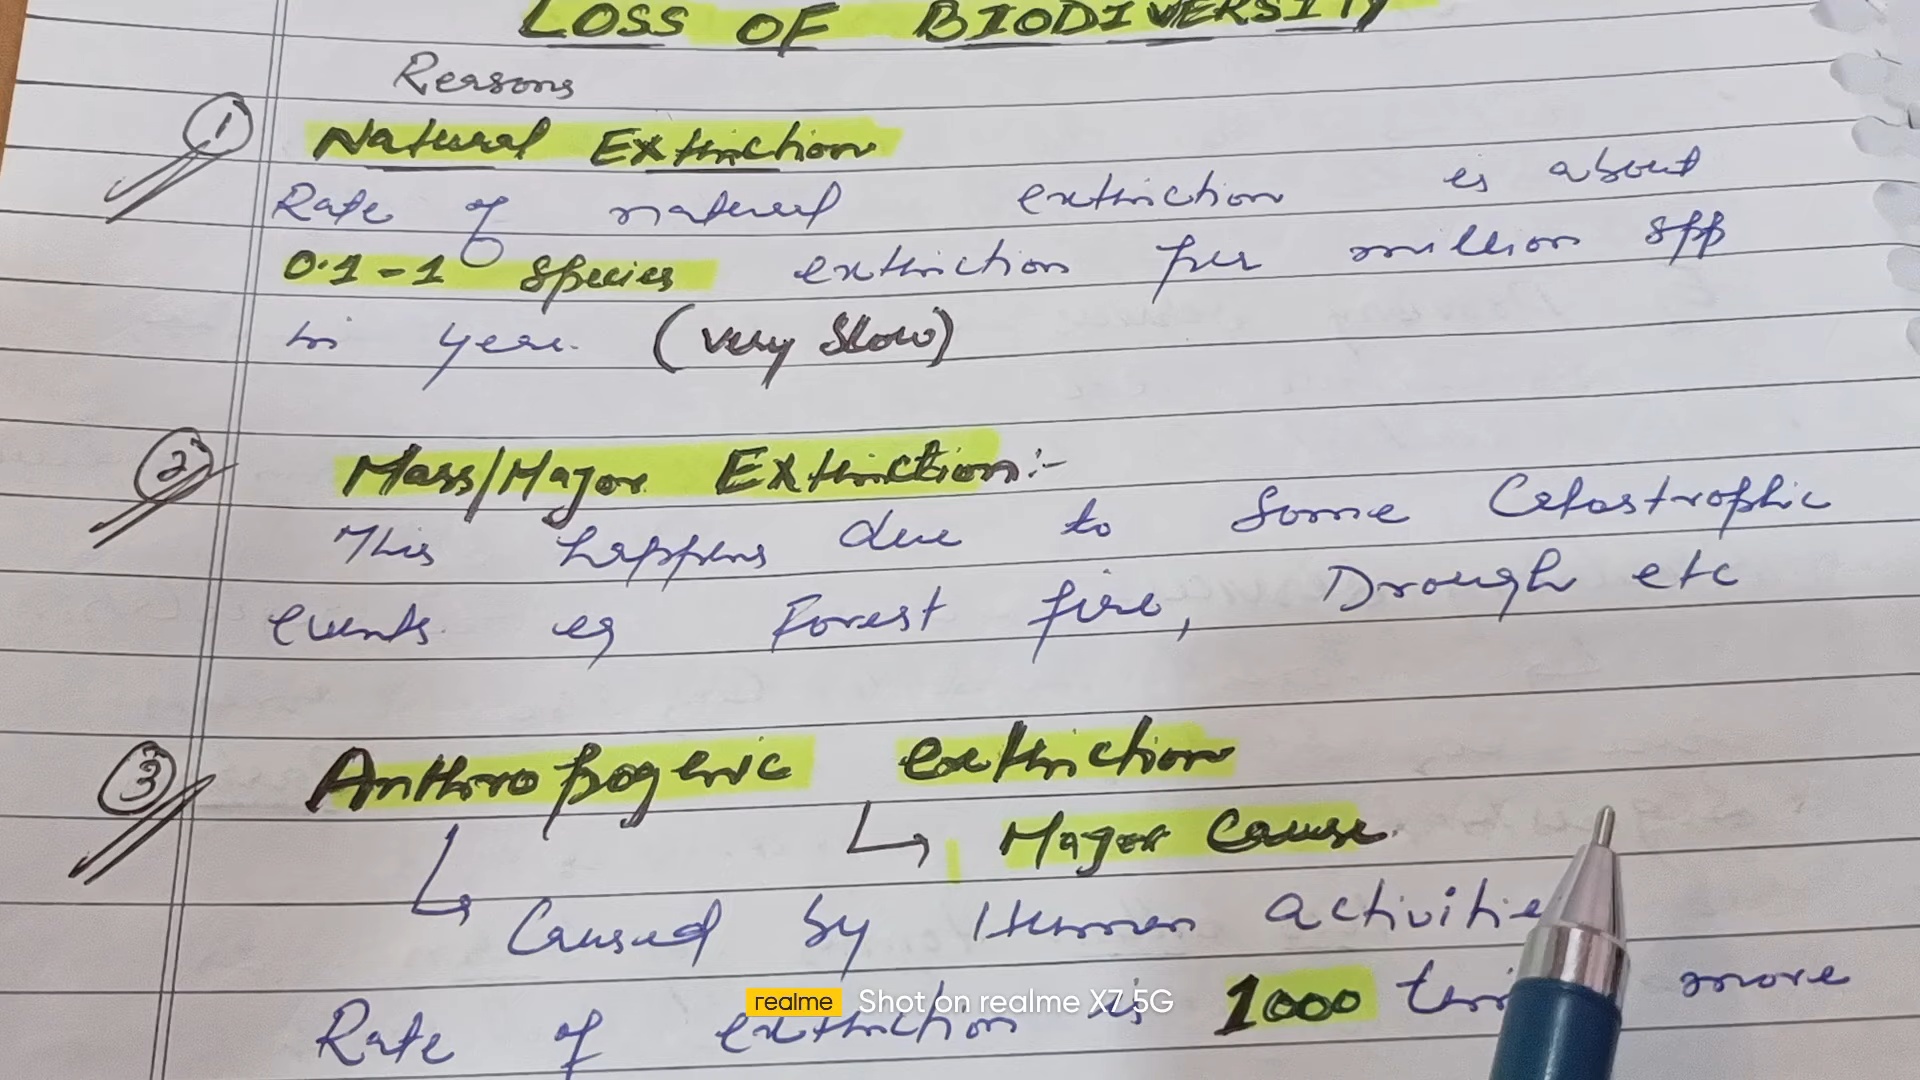 LOSS OF BIODIVERSITY
Reasons
1 Natural Extinction
Rate of natural extinction is about
0.1-1 Species extinction per million spp
in year. (very slow)
2 Mass/Major Extinction:-
This happens due to some Catastrophic
events eg Forest fire, Drough etc
3 Anthropogenic extinction
Major Cause.
Caused by Human activitie
Rate of extinction is 1000 more
realme Shot on realme X7 5G